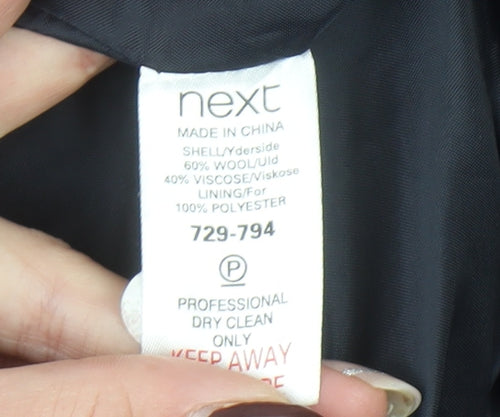 next
MADE IN CHINA
SHELL/Yderside
60% WOOL/Uld
40% VISCOSE/Viskose
LINING/For
100% POLYESTER
729-794
P
PROFESSIONAL
DRY CLEAN
ONLY
KEEP AWAY